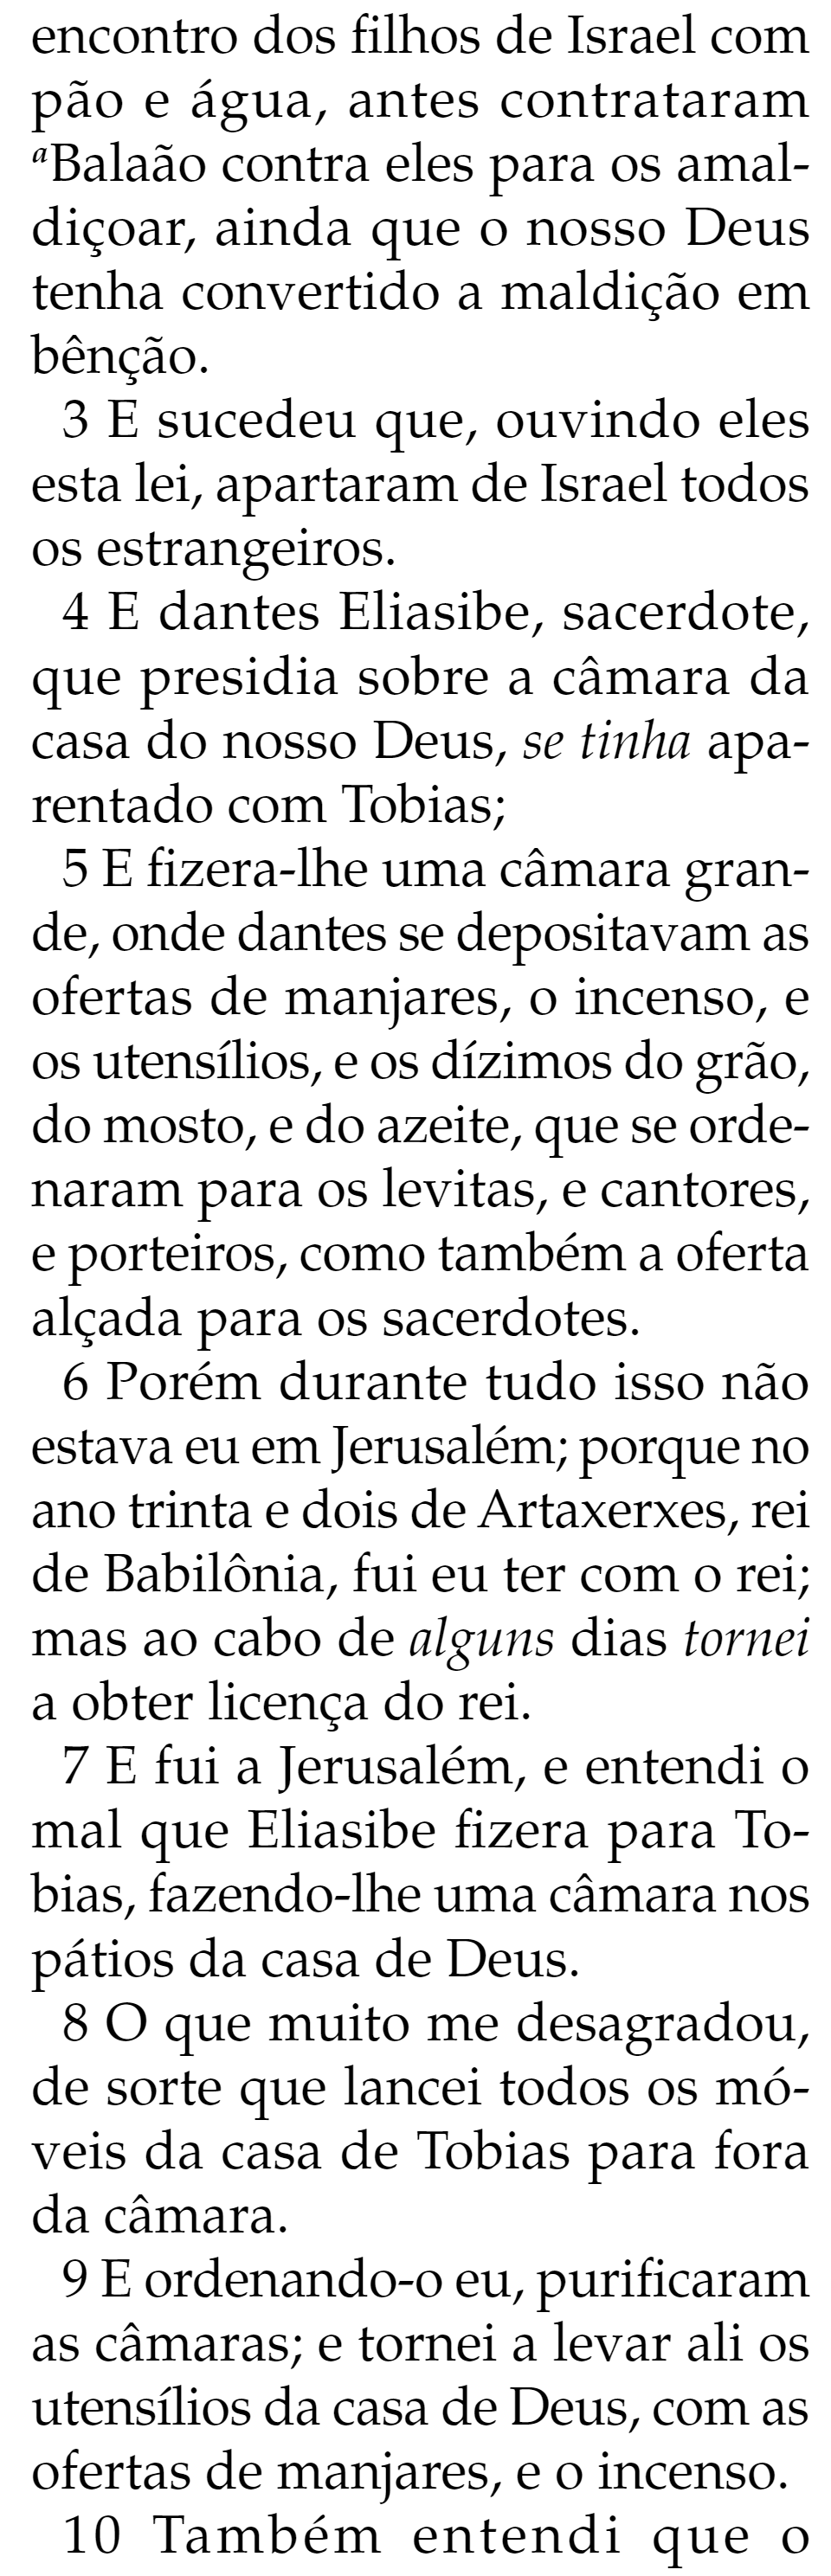 encontro dos filhos de Israel com
pão e água, antes contrataram
ᵃBalaão contra eles para os amal-
diçoar, ainda que o nosso Deus
tenha convertido a maldição em
bênção.
3 E sucedeu que, ouvindo eles
esta lei, apartaram de Israel todos
os estrangeiros.
4 E dantes Eliasibe, sacerdote,
que presidia sobre a câmara da
casa do nosso Deus, se tinha apa-
rentado com Tobias;
5 E fizera-lhe uma câmara gran-
de, onde dantes se depositavam as
ofertas de manjares, o incenso, e
os utensílios, e os dízimos do grão,
do mosto, e do azeite, que se orde-
naram para os levitas, e cantores,
e porteiros, como também a oferta
alçada para os sacerdotes.
6 Porém durante tudo isso não
estava eu em Jerusalém; porque no
ano trinta e dois de Artaxerxes, rei
de Babilônia, fui eu ter com o rei;
mas ao cabo de alguns dias tornei
a obter licença do rei.
7 E fui a Jerusalém, e entendi o
mal que Eliasibe fizera para To-
bias, fazendo-lhe uma câmara nos
pátios da casa de Deus.
8 O que muito me desagradou,
de sorte que lancei todos os mó-
veis da casa de Tobias para fora
da câmara.
9 E ordenando-o eu, purificaram
as câmaras; e tornei a levar ali os
utensílios da casa de Deus, com as
ofertas de manjares, e o incenso.
10 Também entendi que o